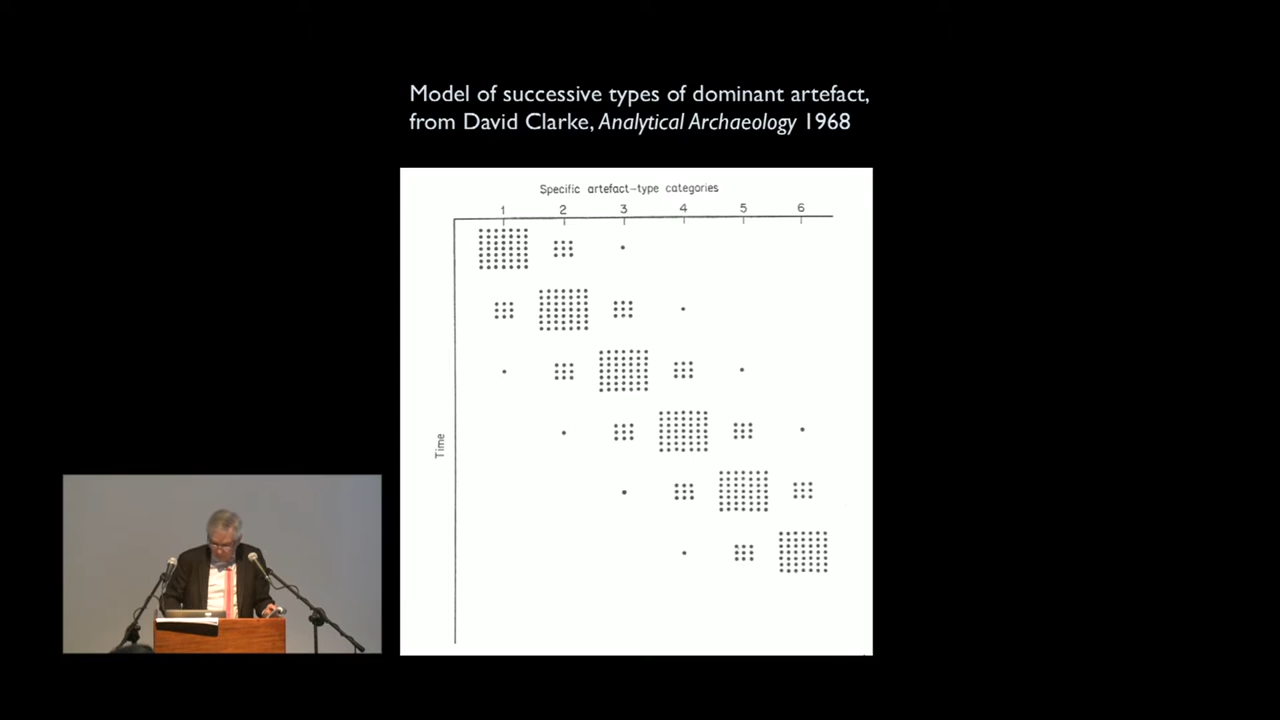 Model of successive types of dominant artefact,
from David Clarke, Analytical Archaeology 1968
Specific artefact-type categories
1 2 3 4 5 6
Time